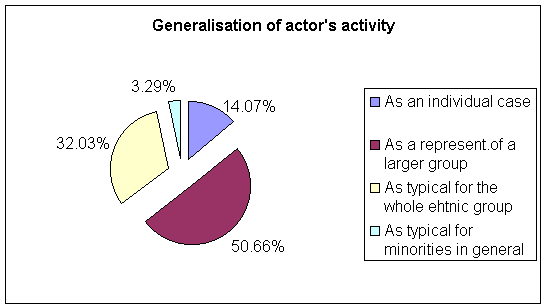 Generalisation of actor's activity
3.29%
14.07%
32.03%
50.66%
As an individual case
As a represent.of a
larger group
As typical for the
whole ehtnic group
As typical for
minorities in general